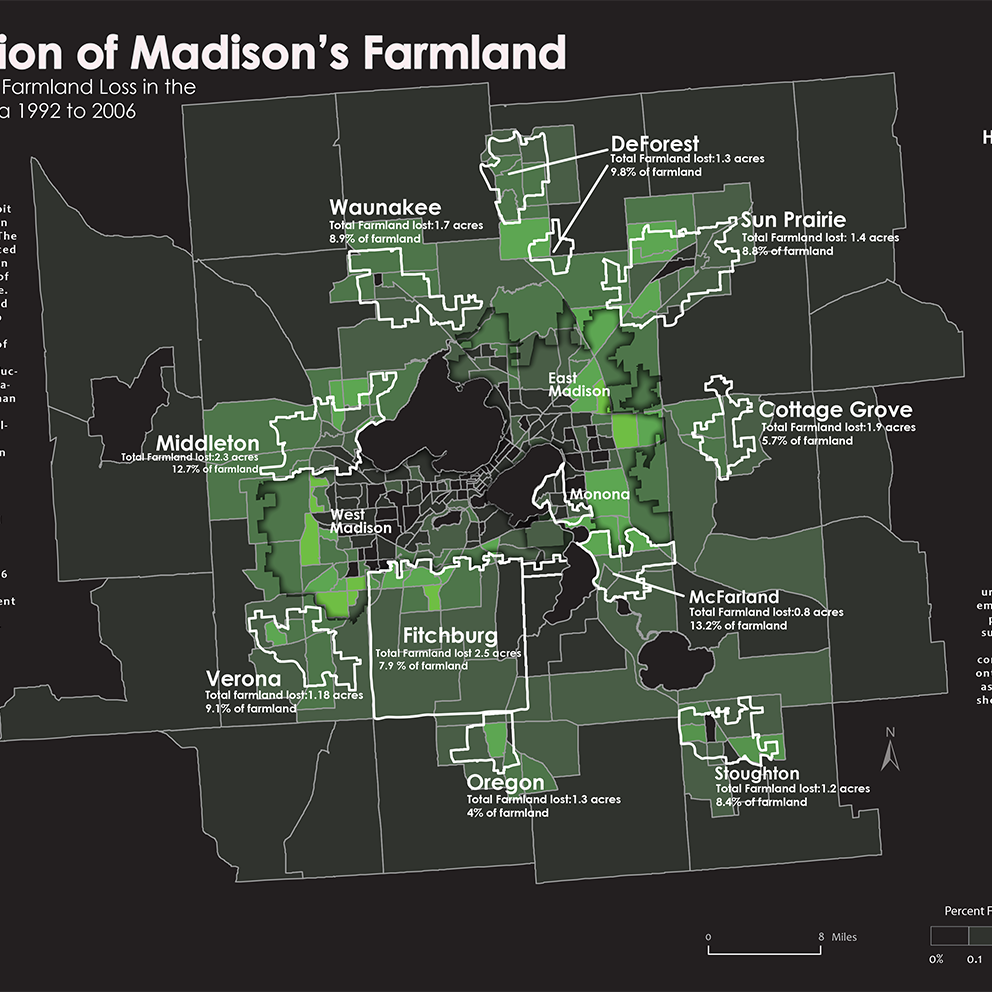 ion of Madison's Farmland
Farmland Loss in the
a 1992 to 2006
DeForest
Total Farmland lost:1.3 acres
9.8% of farmland
H
Waunakee
Total Farmland lost:1.7 acres
8.9% of farmland
Sun Prairie
Total Farmland lost: 1.4 acres
8.8% of farmland
oit
n
The
ted
n
of
e.
d
of
uc-
a-
nan
l-
n
6
ent
East
Madison
Cottage Grove
Total Farmland lost:1.9 acres
5.7% of farmland
Middleton
Total Farmland lost:2.3 acres
12.7% of farmland
Monona
West
Madison
McFarland
Total Farmland lost:0.8 acres
13.2% of farmland
Fitchburg
Total Farmland lost 2.5 acres
7.9 % of farmland
Verona
Total farmland lost:1.18 acres
9.1% of farmland
un
em
p
su
con
ont
as
she
N
Stoughton
Total Farmland lost:1.2 acres
8.4% of farmland
Oregon
Total Farmland lost:1.3 acres
4% of farmland
0 8 Miles
Percent F
0% 0.1